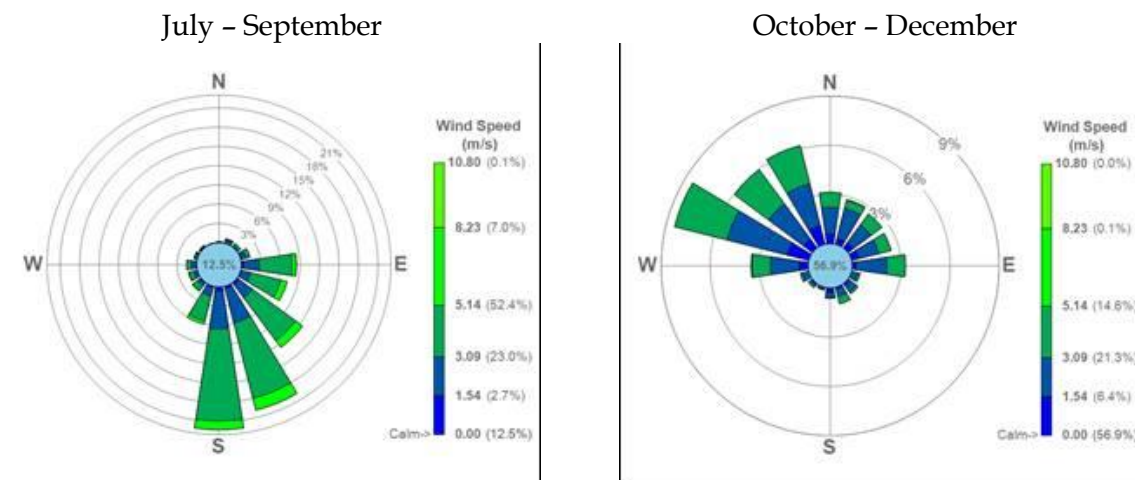 July – September
N
Wind Speed
(m/s)
21%
18%
15%
12%
9%
6%
3%
10.80 (0.1%)
8.23 (7.0%)
5.14 (52.4%)
3.09 (23.0%)
1.54 (2.7%)
Calm-> 0.00 (12.5%)
W
12.5%
E
S
October – December
N
Wind Speed
(m/s)
9%
6%
3%
10.80 (0.0%)
8.23 (0.1%)
5.14 (14.6%)
3.09 (21.3%)
1.54 (6.4%)
Calm-> 0.00 (56.9%
W
56.9%
E
S